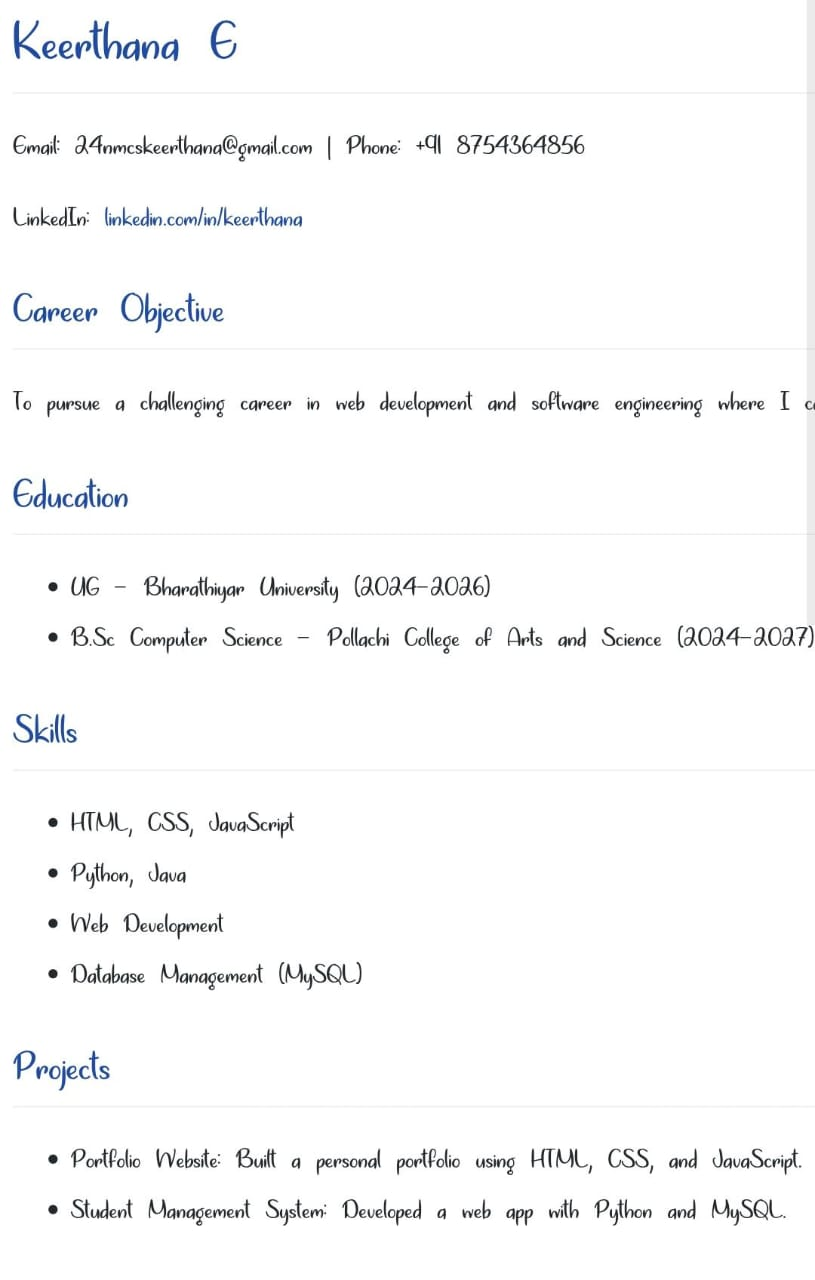 Keerthana E
Email: 24nmcskeerthana@gmail.com | Phone: +91 8754364856
LinkedIn: linkedin.com/in/keerthana
Career Objective
To pursue a challenging career in web development and software engineering where I
Education
• UG – Bharathiyar University (2024–2026)
• B.Sc Computer Science – Pollachi College of Arts and Science (2024–2027)
Skills
• HTML, CSS, JavaScript
• Python, Java
• Web Development
• Database Management (MySQL)
Projects
• Portfolio Website: Built a personal portfolio using HTML, CSS, and JavaScript.
• Student Management System: Developed a web app with Python and MySQL.